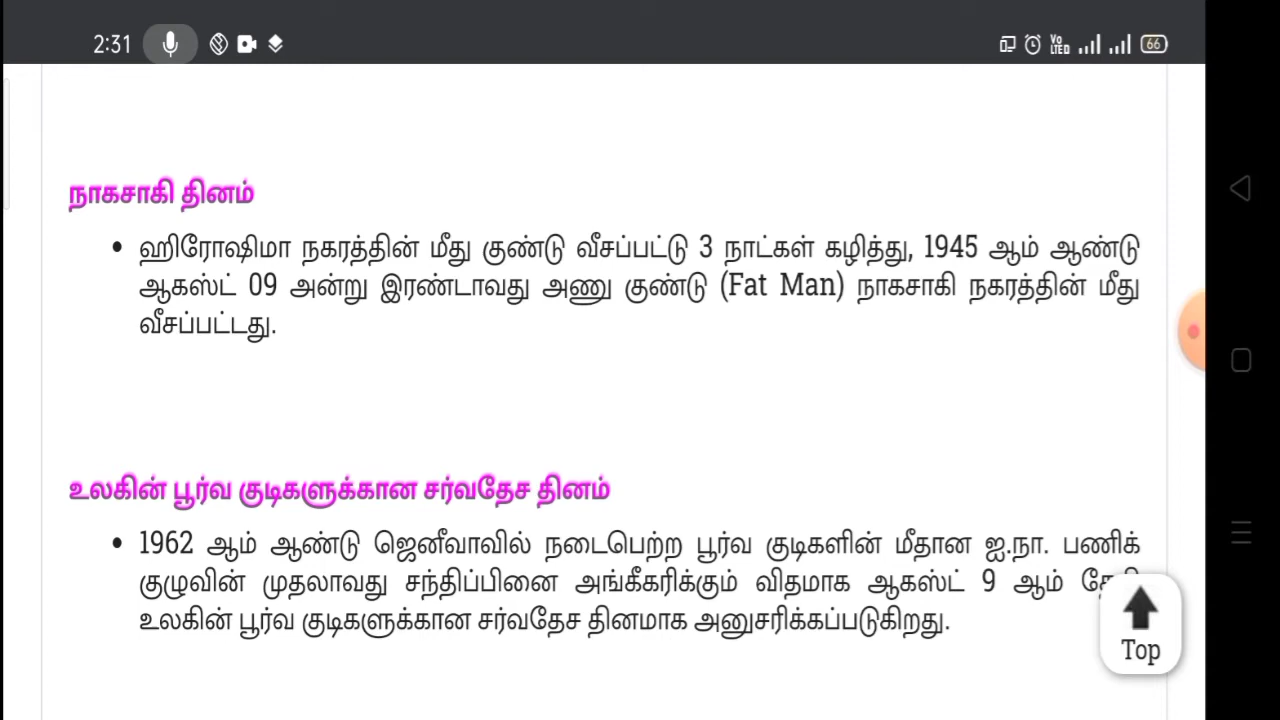 2:31
Vo LTED
66
நாகசாகி தினம்
ஹிரோஷிமா நகரத்தின் மீது குண்டு வீசப்பட்டு 3 நாட்கள் கழித்து, 1945 ஆம் ஆண்டு
ஆகஸ்ட் 09 அன்று இரண்டாவது அணு குண்டு (Fat Man) நாகசாகி நகரத்தின் மீது
வீசப்பட்டது.
உலகின் பூர்வ குடிகளுக்கான சர்வதேச தினம்
1962 ஆம் ஆண்டு ஜெனீவாவில் நடைபெற்ற பூர்வ குடிகளின் மீதான ஐ.நா. பணிக்
குழுவின் முதலாவது சந்திப்பினை அங்கீகரிக்கும் விதமாக ஆகஸ்ட் 9 ஆம்
உலகின் பூர்வ குடிகளுக்கான சர்வதேச தினமாக அனுசரிக்கப்படுகிறது.
Top